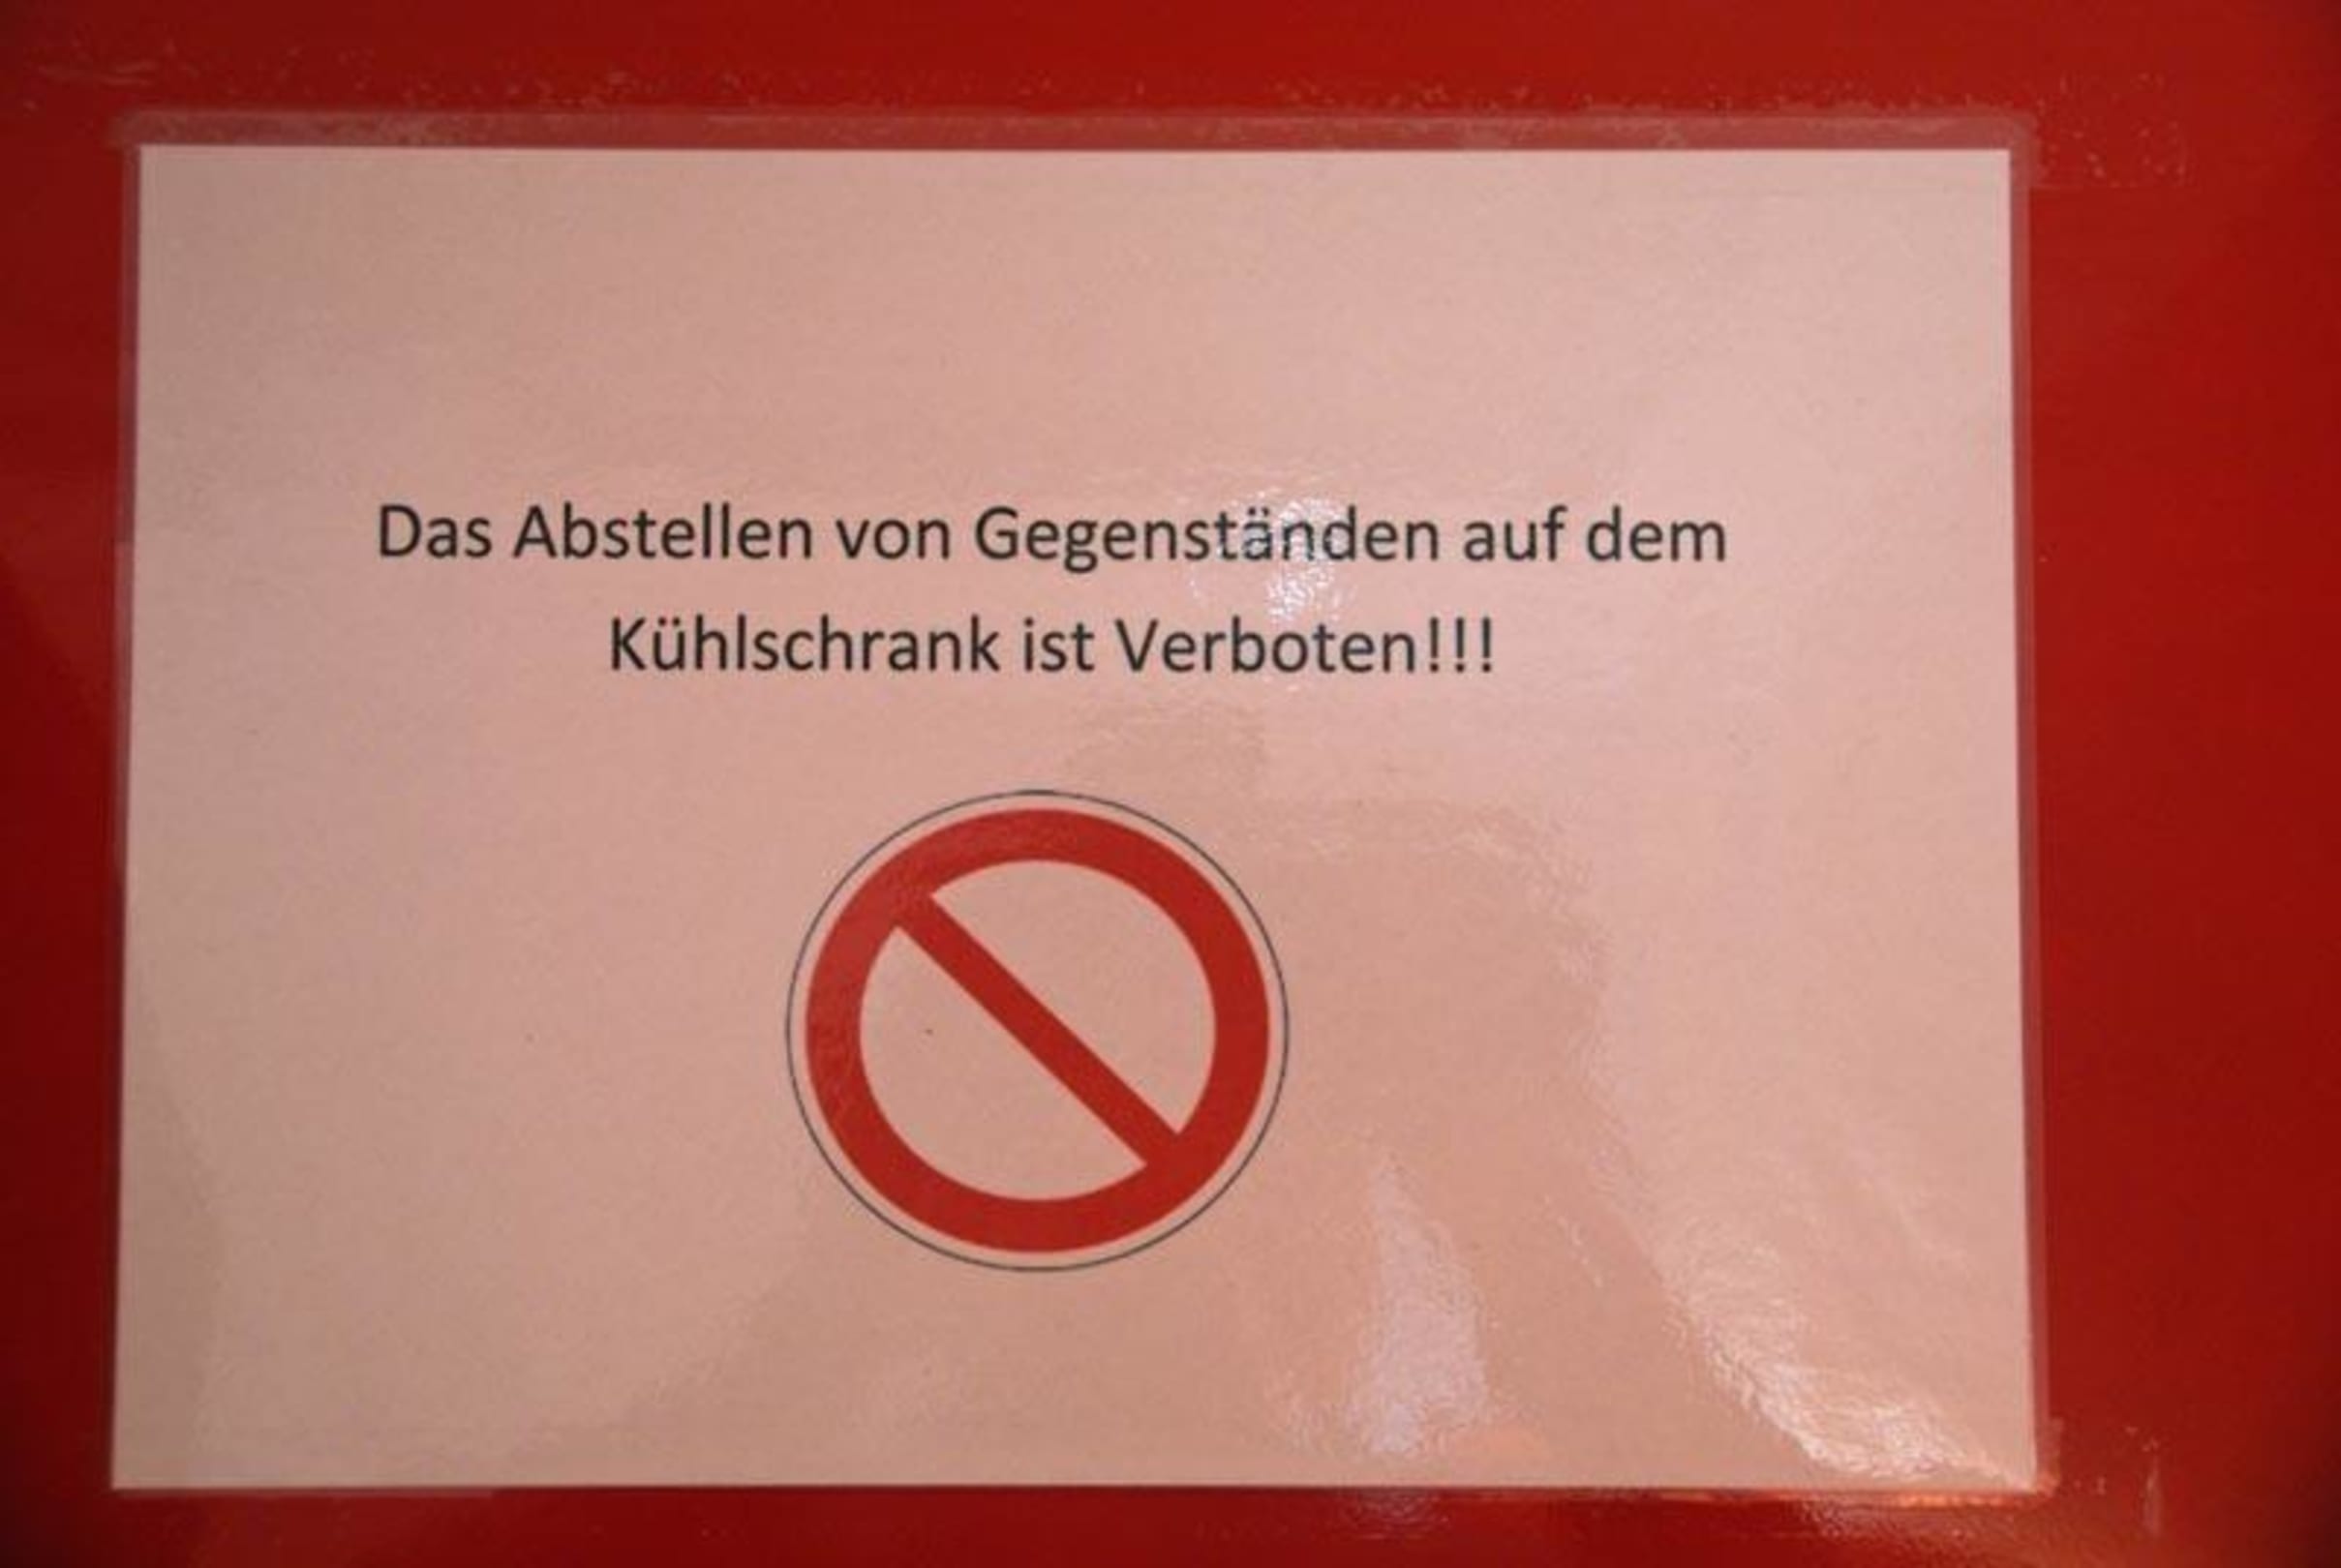 Das Abstellen von Gegenständen auf dem
Kühlschrank ist Verboten!!!